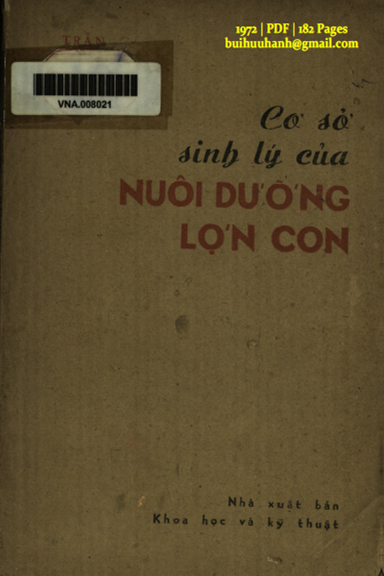 1972 | PDF | 182 Pages
buihuuhanh@gmail.com
TRẦN
VNA.008021
Cơ sở
sinh lý của
NUÔI DƯỠNG
LỢN CON
Nhà xuất bản
Khoa học và kỹ thuật